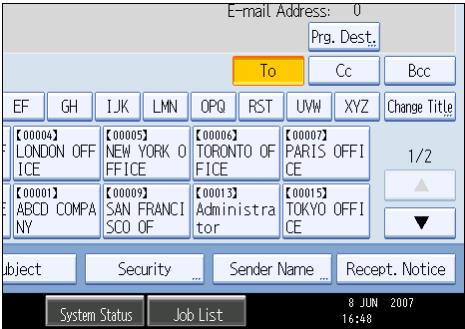 E-mail Address: 0
Prg. Dest.
To Cc Bcc
EF GH IJK LMN OPQ RST UVW XYZ Change Title
【00004】 【00005】 【00006】 【00007】
LONDON OFF NEW YORK O TORONTO OF PARIS OFFI
ICE FFICE FICE CE
1/2
【00001】 【00009】 【00013】 【00015】
ABCD COMPA SAN FRANCI Administra TOKYO OFFI
NY SCO OF tor CE
ubject Security Sender Name Recept. Notice
System Status Job List 8 JUN 2007
16:48